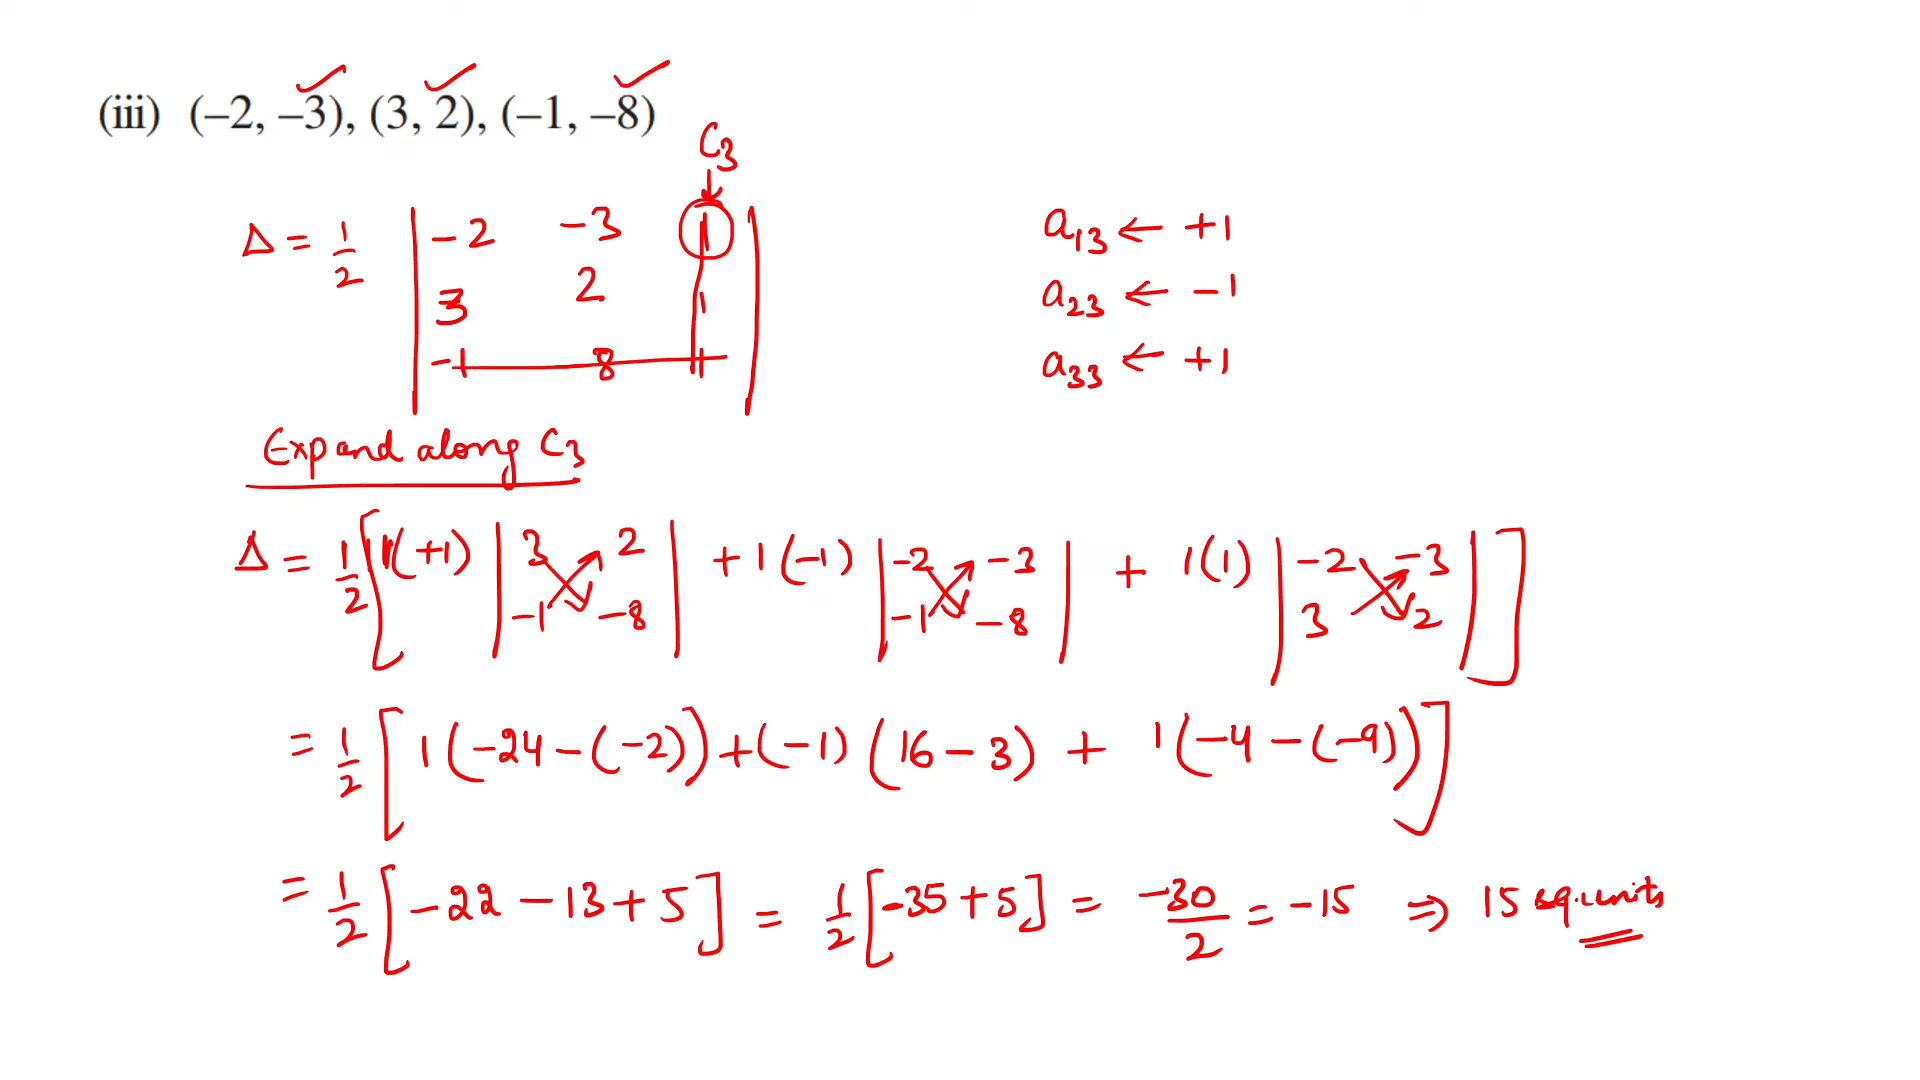 (iii) (–2, –3), (3, 2), (–1, –8)
C3
Δ = 1/2 | -2 -3 1 |
| 3 2 1 |
| -1 8 1 |
a13 ← +1
a23 ← -1
a33 ← +1
Expand along C3
Δ = 1/2 [ 1(+1) | 3 2 | + 1(-1) | -2 -3 | + 1(1) | -2 -3 | ]
| -1 -8 | | -1 -8 | | 3 2 |
= 1/2 [ 1(-24-(-2)) + (-1)(16-3) + 1(-4-(-9)) ]
= 1/2 [ -22 - 13 + 5 ] = 1/2 [ -35 + 5 ] = -30/2 = -15 ⇒ 15 sq.units